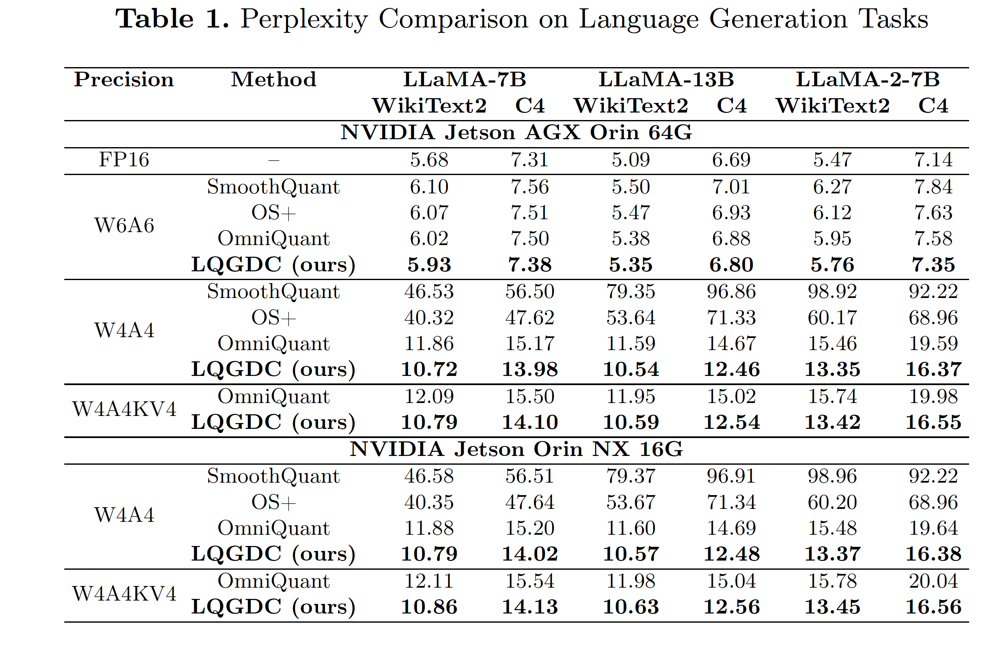 Table 1. Perplexity Comparison on Language Generation Tasks
Precision Method LLaMA-7B LLaMA-13B LLaMA-2-7B
WikiText2 C4 WikiText2 C4 WikiText2 C4
NVIDIA Jetson AGX Orin 64G
FP16 – 5.68 7.31 5.09 6.69 5.47 7.14
W6A6
SmoothQuant 6.10 7.56 5.50 7.01 6.27 7.84
OS+ 6.07 7.51 5.47 6.93 6.12 7.63
OmniQuant 6.02 7.50 5.38 6.88 5.95 7.58
LQGDC (ours) 5.93 7.38 5.35 6.80 5.76 7.35
W4A4
SmoothQuant 46.53 56.50 79.35 96.86 98.92 92.22
OS+ 40.32 47.62 53.64 71.33 60.17 68.96
OmniQuant 11.86 15.17 11.59 14.67 15.46 19.59
LQGDC (ours) 10.72 13.98 10.54 12.46 13.35 16.37
W4A4KV4
OmniQuant 12.09 15.50 11.95 15.02 15.74 19.98
LQGDC (ours) 10.79 14.10 10.59 12.54 13.42 16.55
NVIDIA Jetson Orin NX 16G
W4A4
SmoothQuant 46.58 56.51 79.37 96.91 98.96 92.22
OS+ 40.35 47.64 53.67 71.34 60.20 68.96
OmniQuant 11.88 15.20 11.60 14.69 15.48 19.64
LQGDC (ours) 10.79 14.02 10.57 12.48 13.37 16.38
W4A4KV4
OmniQuant 12.11 15.54 11.98 15.04 15.78 20.04
LQGDC (ours) 10.86 14.13 10.63 12.56 13.45 16.56